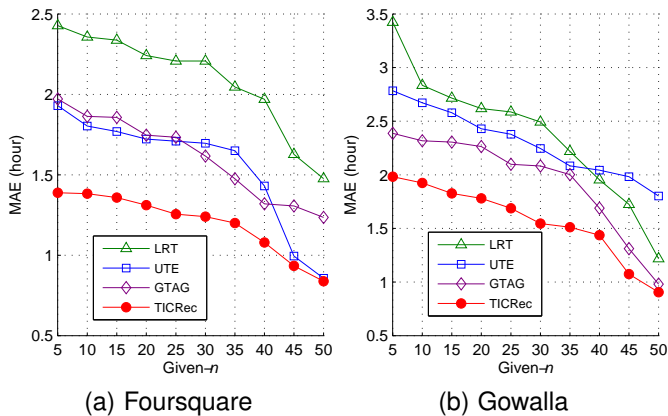 2.5
2
1.5
1
0.5
MAE (hour)
LRT
UTE
GTAG
TICRec
5 10 15 20 25 30 35 40 45 50
Given–n
(a) Foursquare
3.5
3
2.5
2
1.5
1
0.5
MAE (hour)
LRT
UTE
GTAG
TICRec
5 10 15 20 25 30 35 40 45 50
Given–n
(b) Gowalla